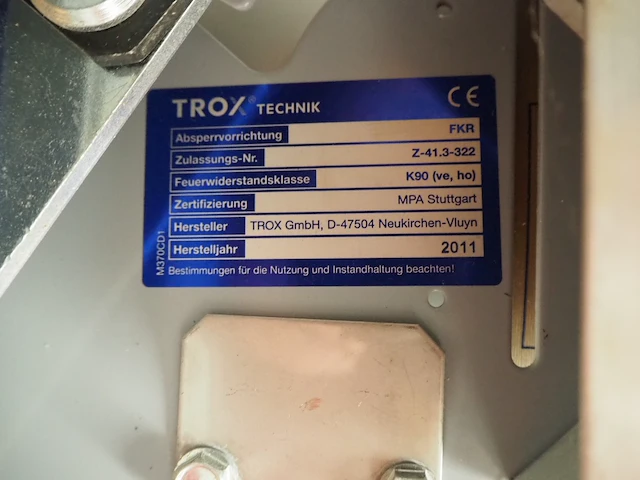 TROX® TECHNIK CE
Absperrvorrichtung FKR
Zulassungs-Nr. Z-41.3-322
Feuerwiderstandsklasse K90 (ve, ho)
Zertifizierung MPA Stuttgart
Hersteller TROX GmbH, D-47504 Neukirchen-Vluyn
Herstelljahr 2011
Bestimmungen für die Nutzung und Instandhaltung beachten!
M370CD1